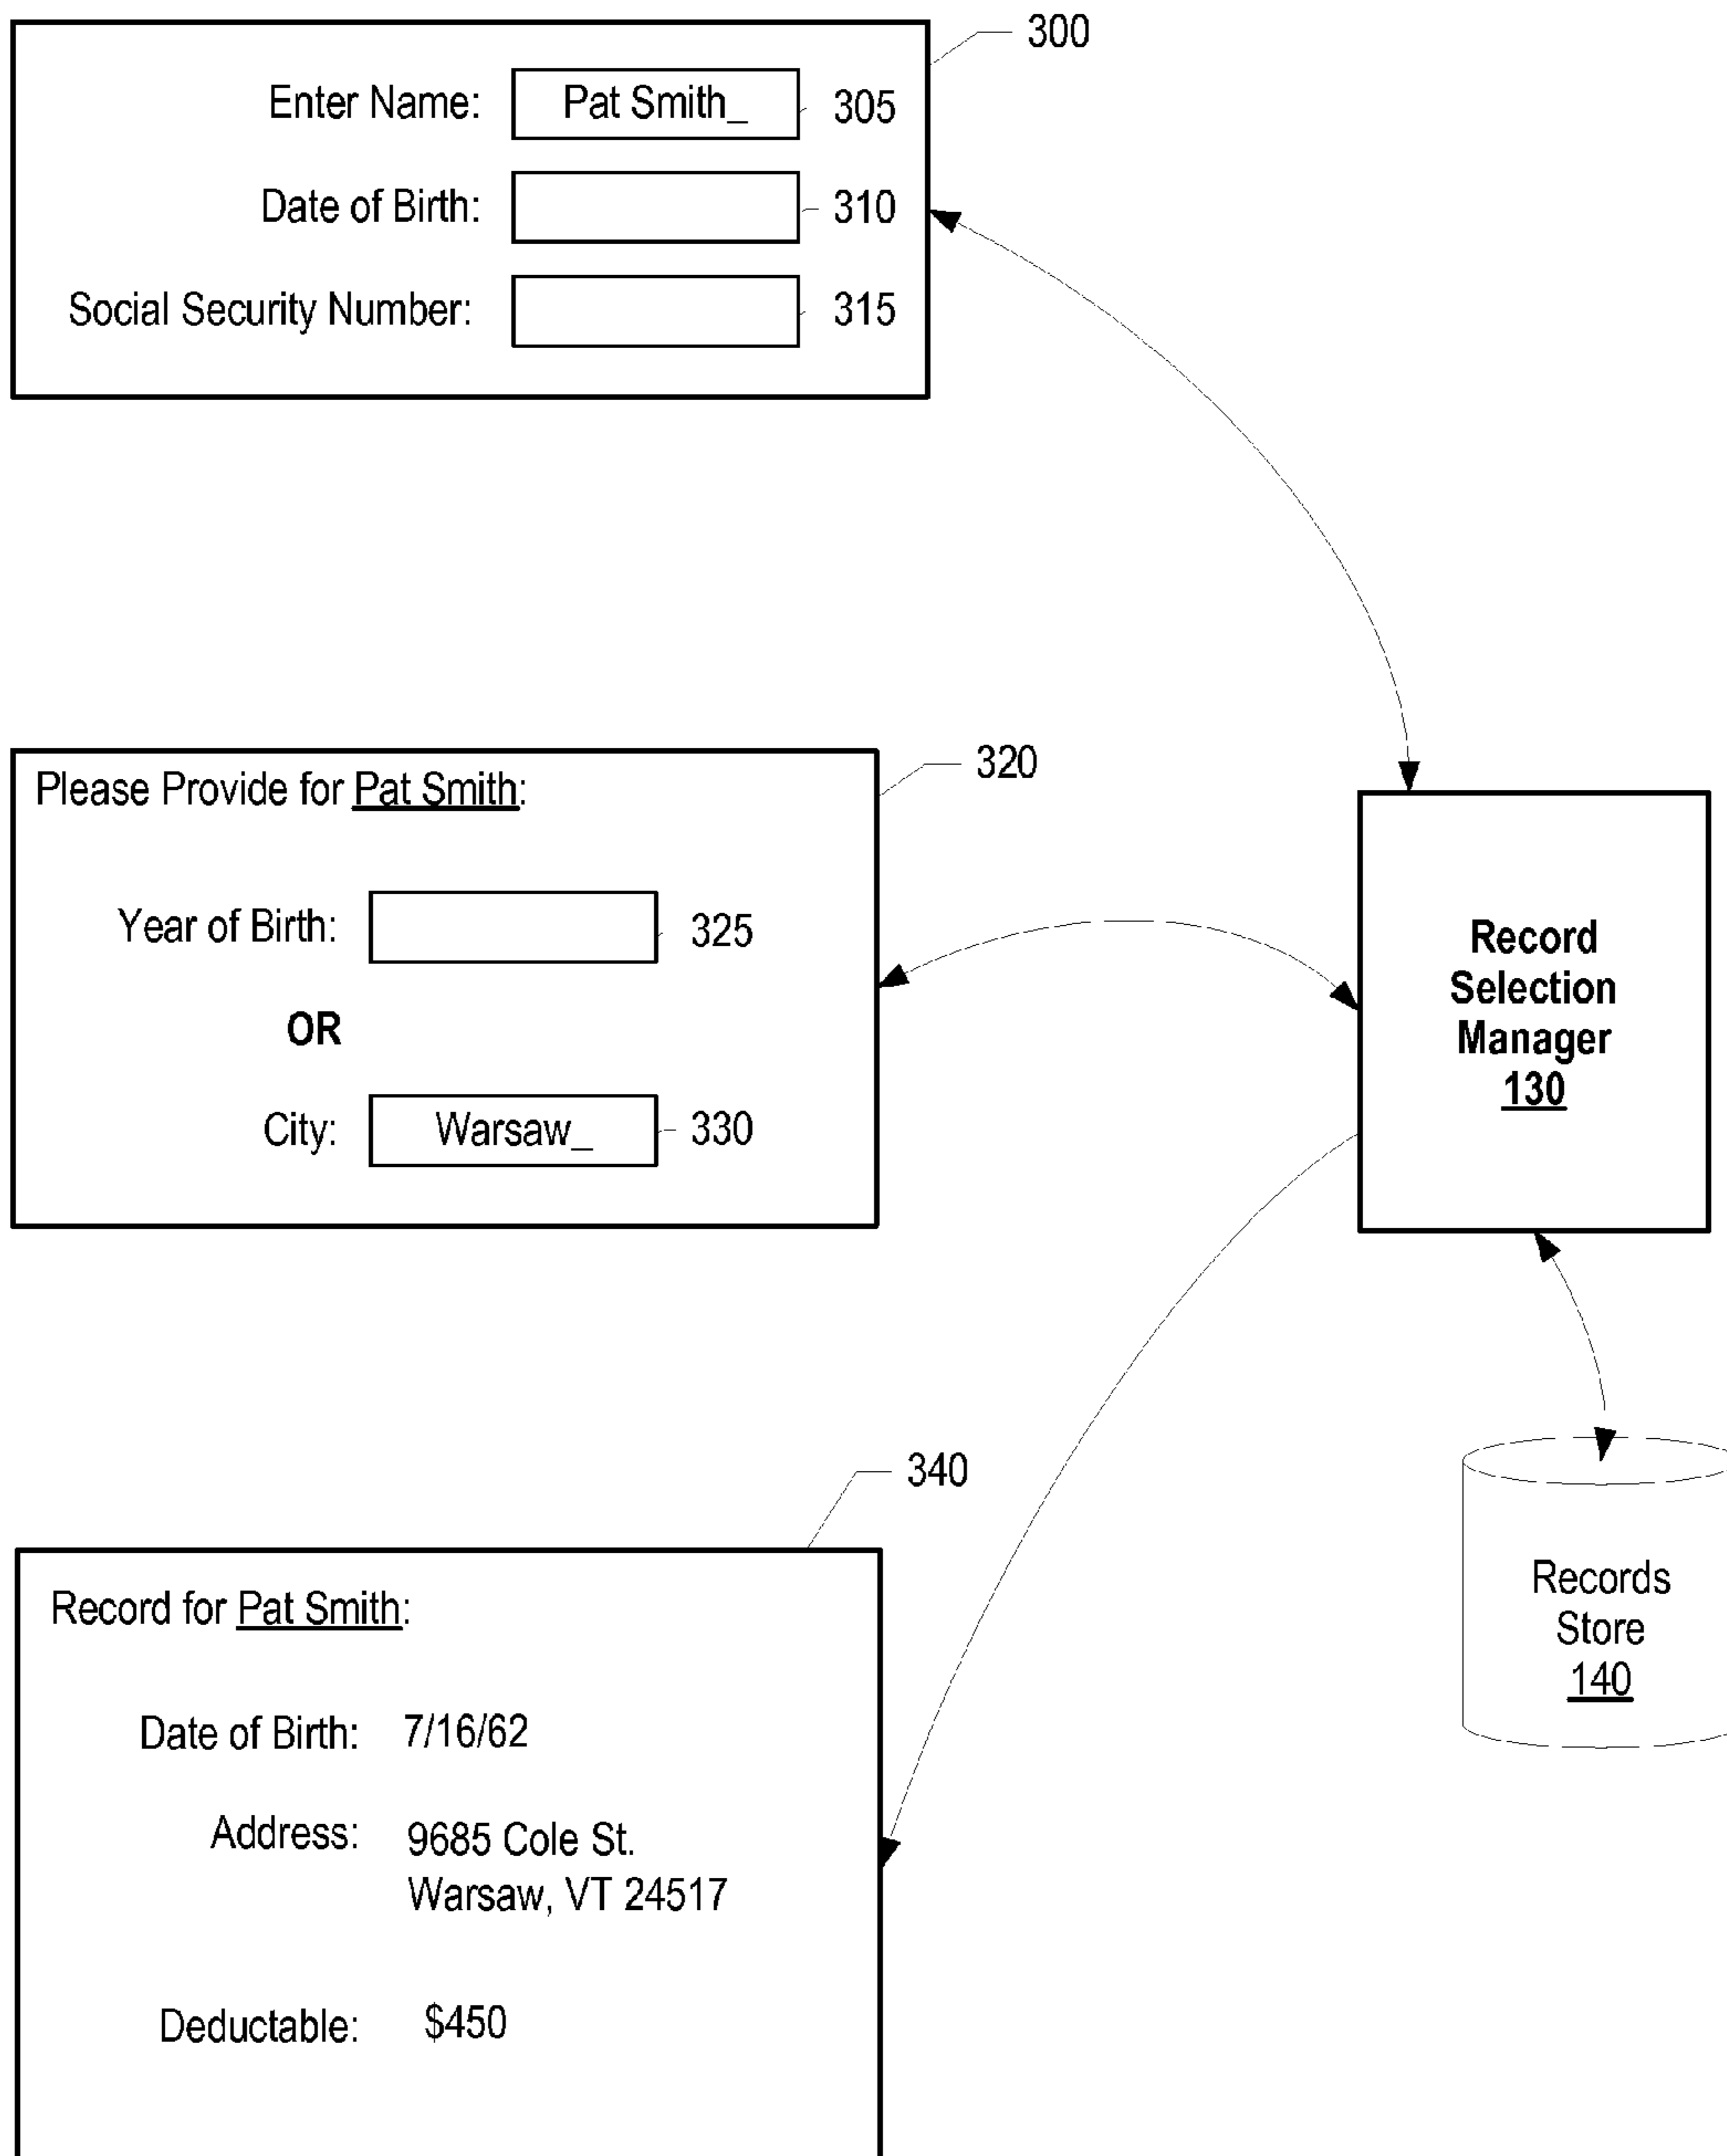 300
Enter Name: Pat Smith_ 305
Date of Birth: 310
Social Security Number: 315
320
Please Provide for Pat Smith:
Year of Birth: 325
OR
City: Warsaw_ 330
Record
Selection
Manager
130
340
Record for Pat Smith:
Date of Birth: 7/16/62
Address: 9685 Cole St.
Warsaw, VT 24517
Deductable: $450
Records
Store
140